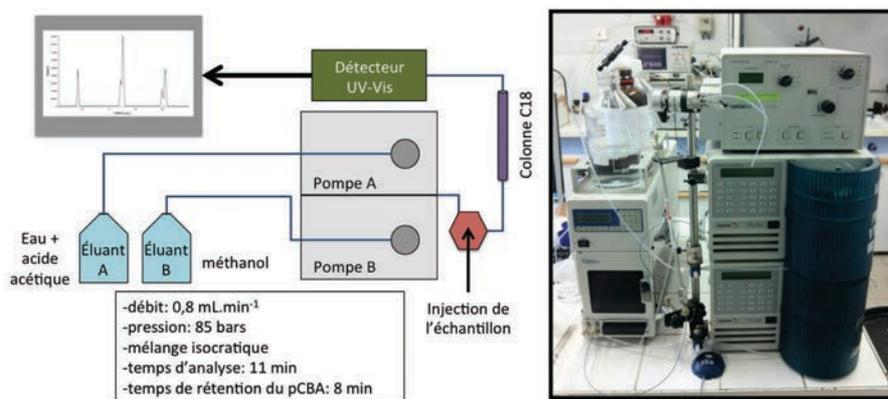 Détecteur
UV-Vis
Colonne C18
Pompe A
Pompe B
Eau +
acide
acétique
Éluant
A
Éluant
B
méthanol
Injection de
l'échantillon
-débit: 0,8 mL.min⁻¹
-pression: 85 bars
-mélange isocratique
-temps d'analyse: 11 min
-temps de rétention du pCBA: 8 min